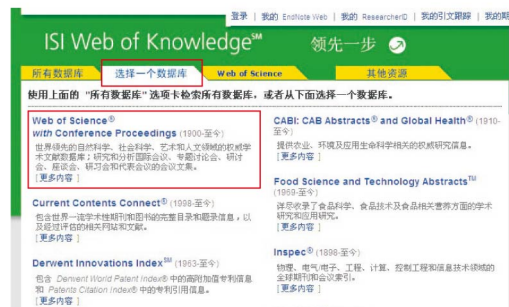 登录 | 我的 EndNote Web | 我的 ResearcherID | 我的引文跟踪 | 我的期
ISI Web of Knowledge℠ 领先一步
所有数据库 选择一个数据库 Web of Science 其他资源
使用上面的 "所有数据库" 选项卡检索所有数据库，或者从下面选择一个数据库。
Web of Science®
with Conference Proceedings (1900-至今)
世界领先的自然科学、社会科学、艺术和人文领域的权威学
术文献数据库；研究和分析国际会议、专题讨论会、研讨
会、座谈会、研习会和代表会议的会议文集。
[更多内容 ]
Current Contents Connect® (1998-至今)
包含世界一流学术性期刊和图书的完整目录和题录信息，以
及经过评估的相关网站和文献。
[更多内容 ]
Derwent Innovations Index℠ (1963-至今)
包含 Derwent World Patent Index® 中的高附加值专利信息
和 Patents Citation Index® 中的专利引用信息。
[更多内容 ]
CABI: CAB Abstracts® and Global Health® (1910-
至今)
提供农业、环境及应用生命科学相关的权威研究信息。
[更多内容 ]
Food Science and Technology Abstracts™
(1969-至今)
详尽收录了食品科学、食品技术及食品相关营养方面的学术
研究和应用研究。
[更多内容 ]
Inspec® (1898-至今)
物理、电气/电子、工程、计算、控制工程和信息技术领域的
全球期刊和会议索引。
[更多内容 ]